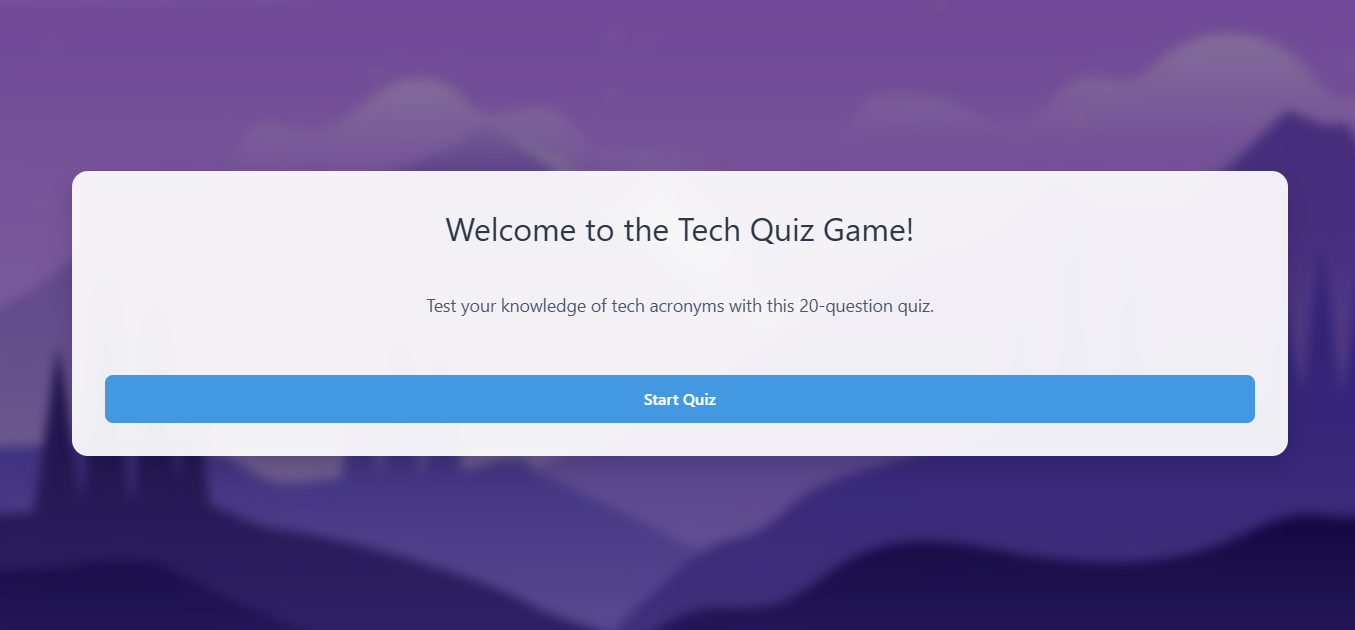 Welcome to the Tech Quiz Game!
Test your knowledge of tech acronyms with this 20-question quiz.
Start Quiz